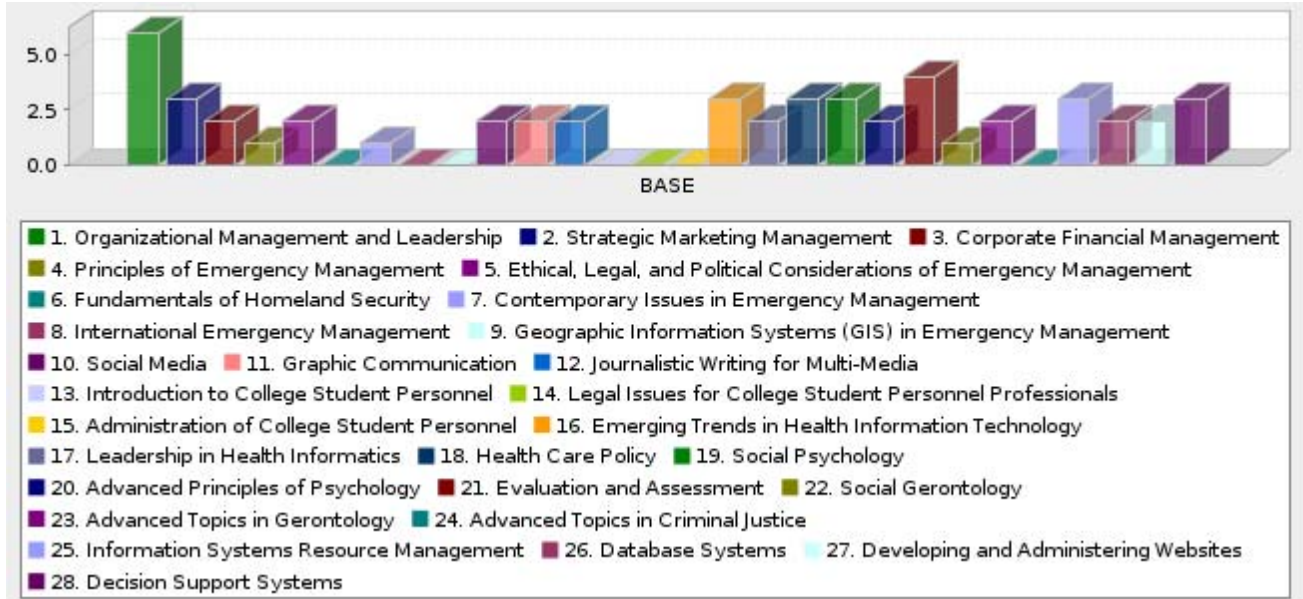 5.0
2.5
0.0
BASE
1. Organizational Management and Leadership 2. Strategic Marketing Management 3. Corporate Financial Management
4. Principles of Emergency Management 5. Ethical, Legal, and Political Considerations of Emergency Management
6. Fundamentals of Homeland Security 7. Contemporary Issues in Emergency Management
8. International Emergency Management 9. Geographic Information Systems (GIS) in Emergency Management
10. Social Media 11. Graphic Communication 12. Journalistic Writing for Multi-Media
13. Introduction to College Student Personnel 14. Legal Issues for College Student Personnel Professionals
15. Administration of College Student Personnel 16. Emerging Trends in Health Information Technology
17. Leadership in Health Informatics 18. Health Care Policy 19. Social Psychology
20. Advanced Principles of Psychology 21. Evaluation and Assessment 22. Social Gerontology
23. Advanced Topics in Gerontology 24. Advanced Topics in Criminal Justice
25. Information Systems Resource Management 26. Database Systems 27. Developing and Administering Websites
28. Decision Support Systems